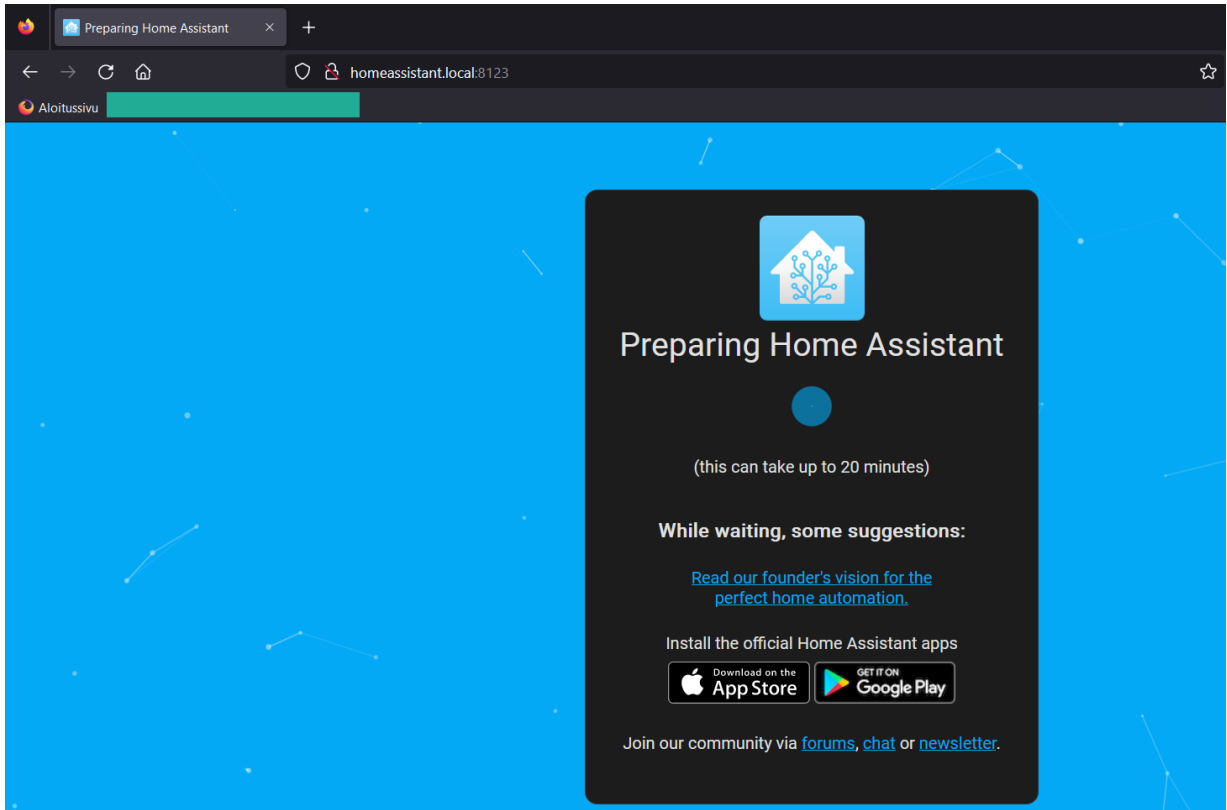 Preparing Home Assistant
homeassistant.local:8123
Aloitussivu
Preparing Home Assistant
(this can take up to 20 minutes)
While waiting, some suggestions:
Read our founder's vision for the
perfect home automation.
Install the official Home Assistant apps
Download on the
App Store
GET IT ON
Google Play
Join our community via forums, chat or newsletter.